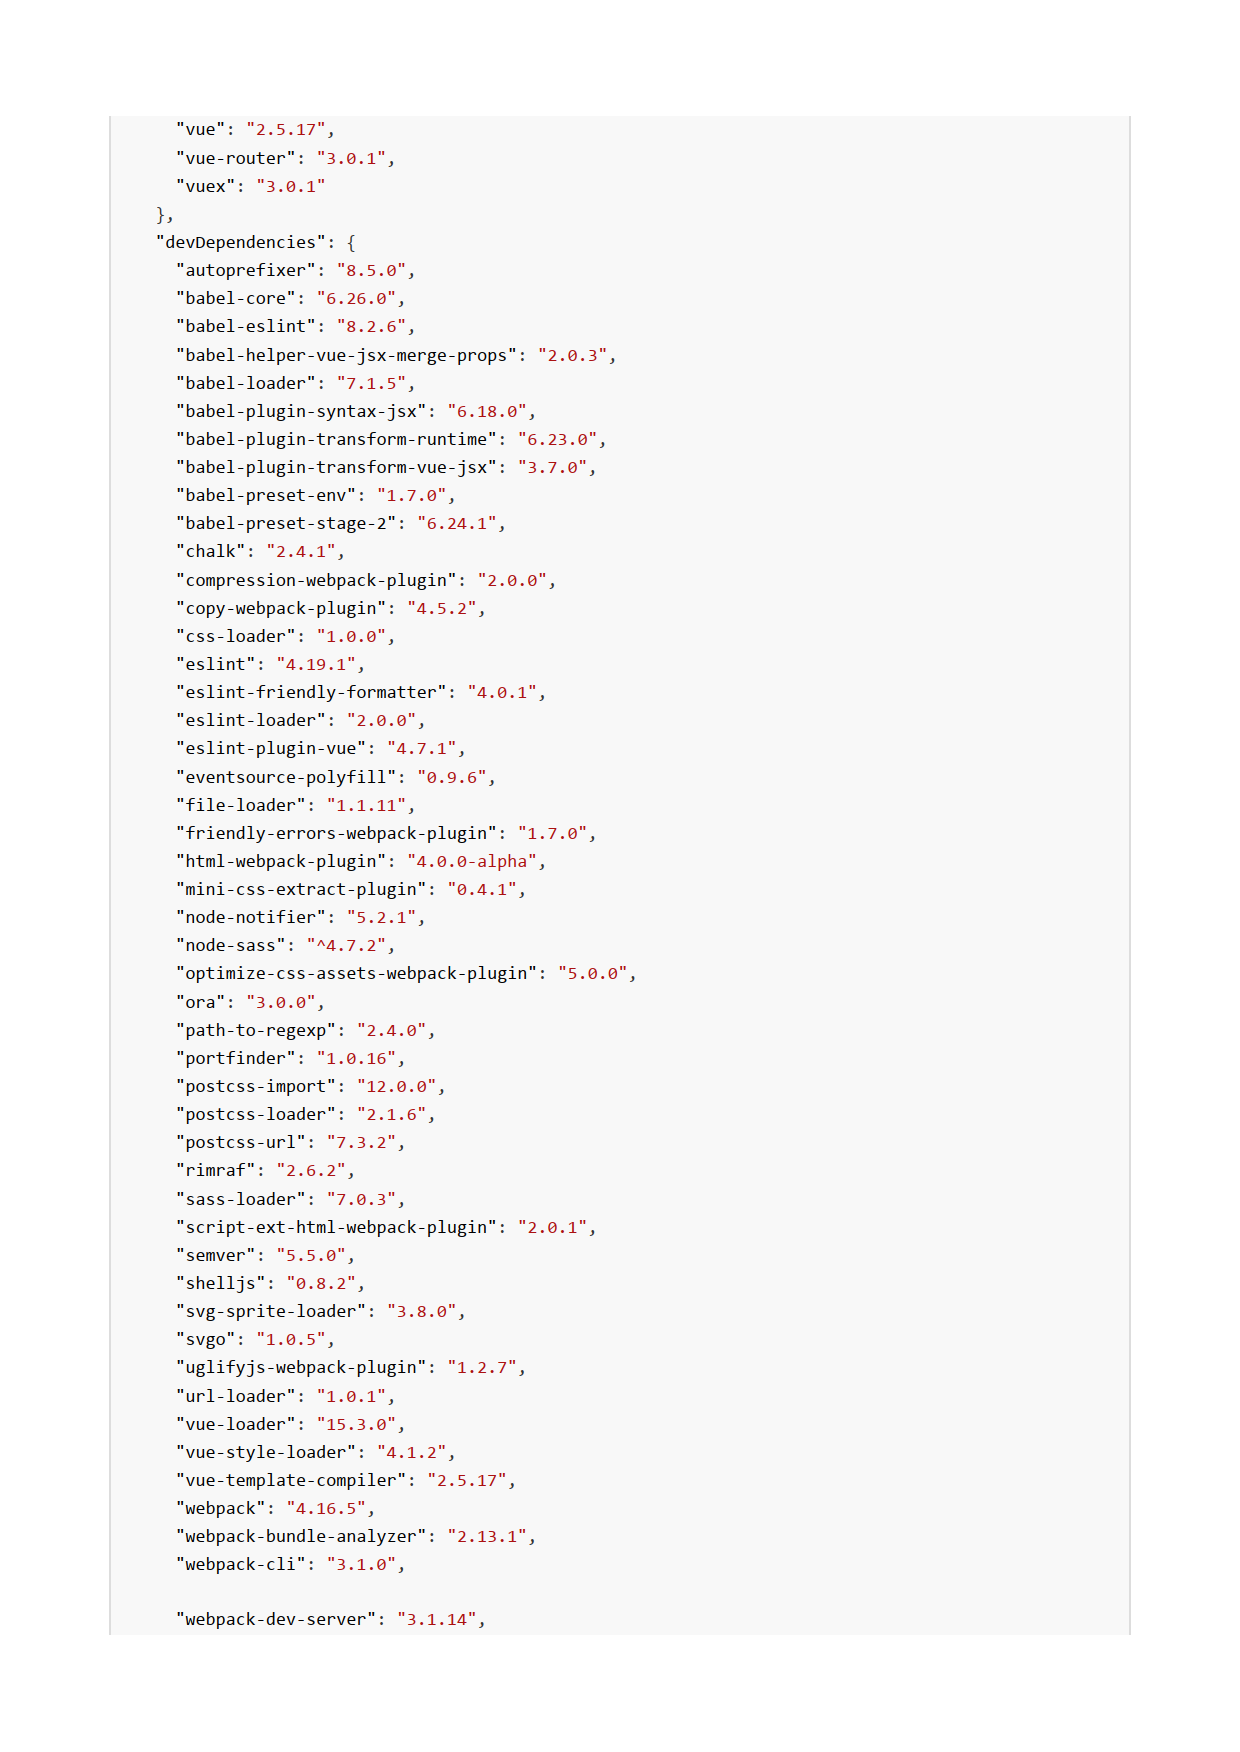 "vue": "2.5.17",
"vue-router": "3.0.1",
"vuex": "3.0.1"
},
"devDependencies": {
"autoprefixer": "8.5.0",
"babel-core": "6.26.0",
"babel-eslint": "8.2.6",
"babel-helper-vue-jsx-merge-props": "2.0.3",
"babel-loader": "7.1.5",
"babel-plugin-syntax-jsx": "6.18.0",
"babel-plugin-transform-runtime": "6.23.0",
"babel-plugin-transform-vue-jsx": "3.7.0",
"babel-preset-env": "1.7.0",
"babel-preset-stage-2": "6.24.1",
"chalk": "2.4.1",
"compression-webpack-plugin": "2.0.0",
"copy-webpack-plugin": "4.5.2",
"css-loader": "1.0.0",
"eslint": "4.19.1",
"eslint-friendly-formatter": "4.0.1",
"eslint-loader": "2.0.0",
"eslint-plugin-vue": "4.7.1",
"eventsource-polyfill": "0.9.6",
"file-loader": "1.1.11",
"friendly-errors-webpack-plugin": "1.7.0",
"html-webpack-plugin": "4.0.0-alpha",
"mini-css-extract-plugin": "0.4.1",
"node-notifier": "5.2.1",
"node-sass": "^4.7.2",
"optimize-css-assets-webpack-plugin": "5.0.0",
"ora": "3.0.0",
"path-to-regexp": "2.4.0",
"portfinder": "1.0.16",
"postcss-import": "12.0.0",
"postcss-loader": "2.1.6",
"postcss-url": "7.3.2",
"rimraf": "2.6.2",
"sass-loader": "7.0.3",
"script-ext-html-webpack-plugin": "2.0.1",
"semver": "5.5.0",
"shelljs": "0.8.2",
"svg-sprite-loader": "3.8.0",
"svgo": "1.0.5",
"uglifyjs-webpack-plugin": "1.2.7",
"url-loader": "1.0.1",
"vue-loader": "15.3.0",
"vue-style-loader": "4.1.2",
"vue-template-compiler": "2.5.17",
"webpack": "4.16.5",
"webpack-bundle-analyzer": "2.13.1",
"webpack-cli": "3.1.0",
"webpack-dev-server": "3.1.14",